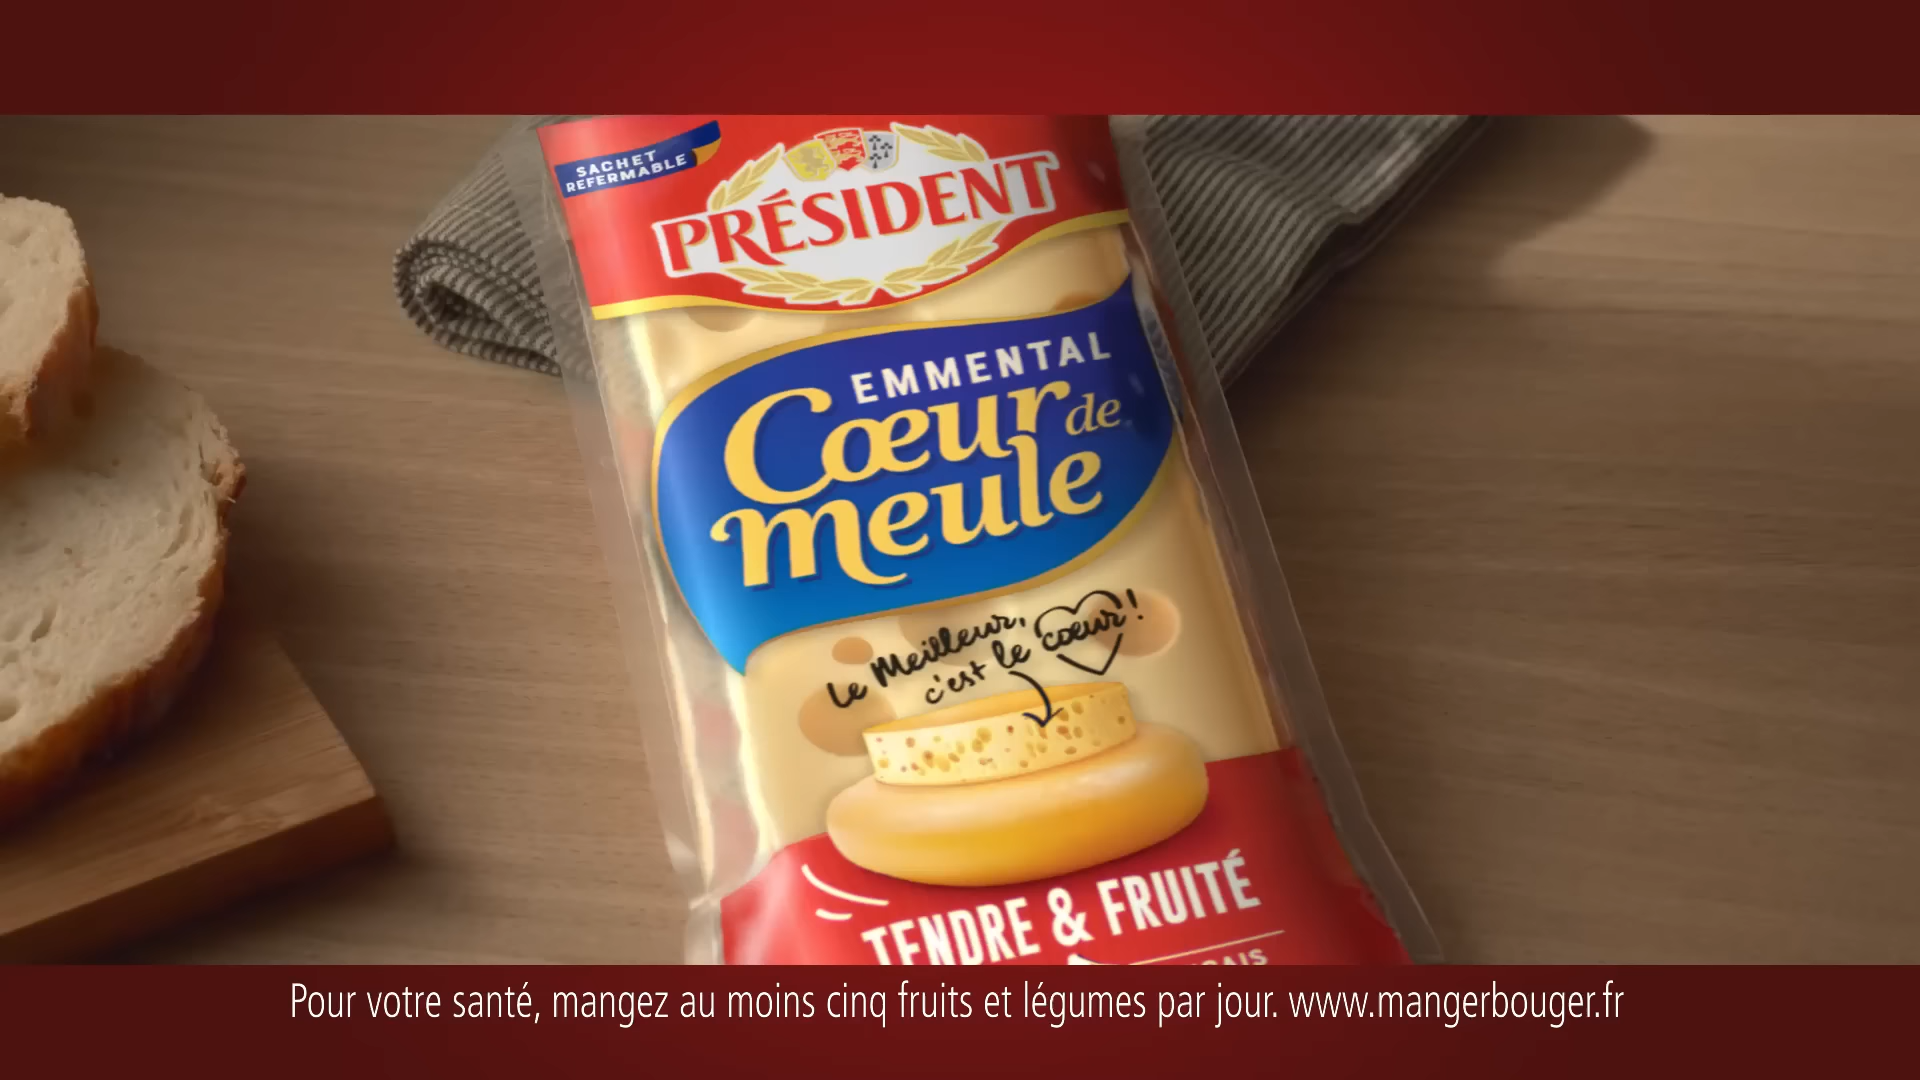 SACHET
REFERMABLE
PRÉSIDENT
EMMENTAL
Cœur de
meule
Le Meilleur,
c'est le cœur!
TENDRE & FRUITÉ
Pour votre santé, mangez au moins cinq fruits et légumes par jour. www.mangerbouger.fr